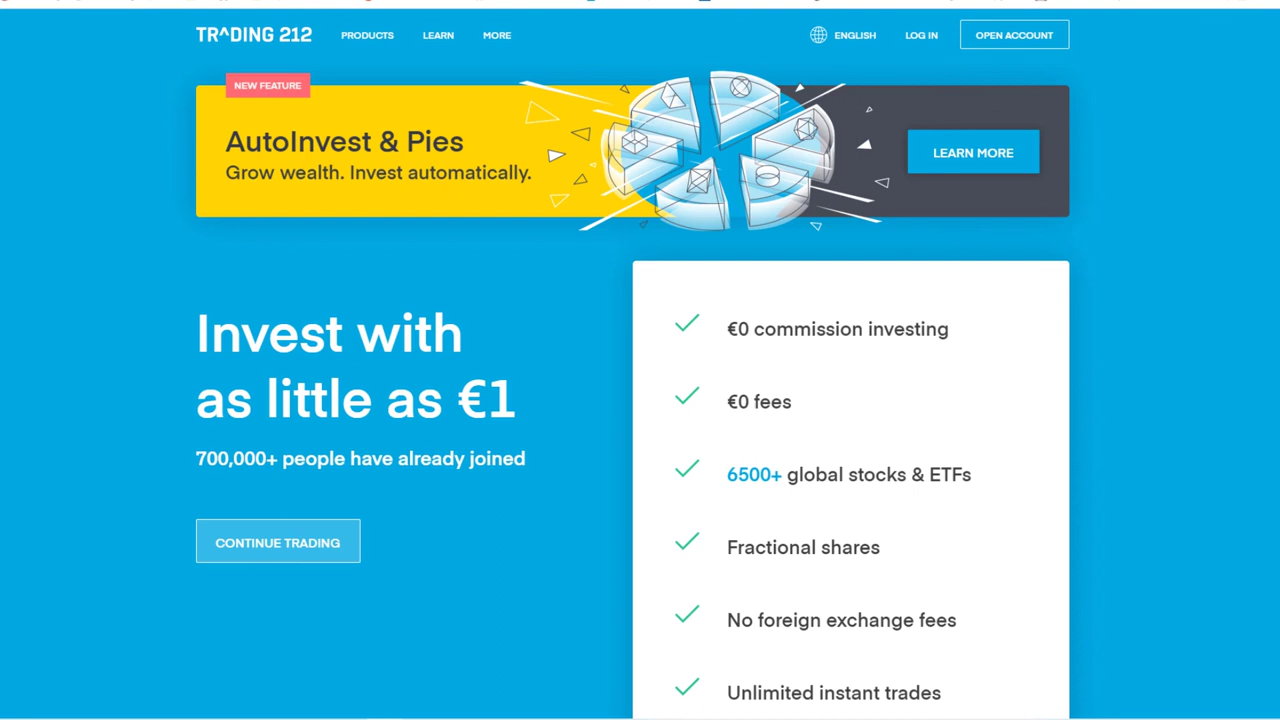 TR^DING 212
PRODUCTS
LEARN
MORE
ENGLISH
LOG IN
OPEN ACCOUNT
NEW FEATURE
AutoInvest & Pies
Grow wealth. Invest automatically.
LEARN MORE
Invest with
as little as €1
700,000+ people have already joined
CONTINUE TRADING
€0 commission investing
€0 fees
6500+ global stocks & ETFs
Fractional shares
No foreign exchange fees
Unlimited instant trades